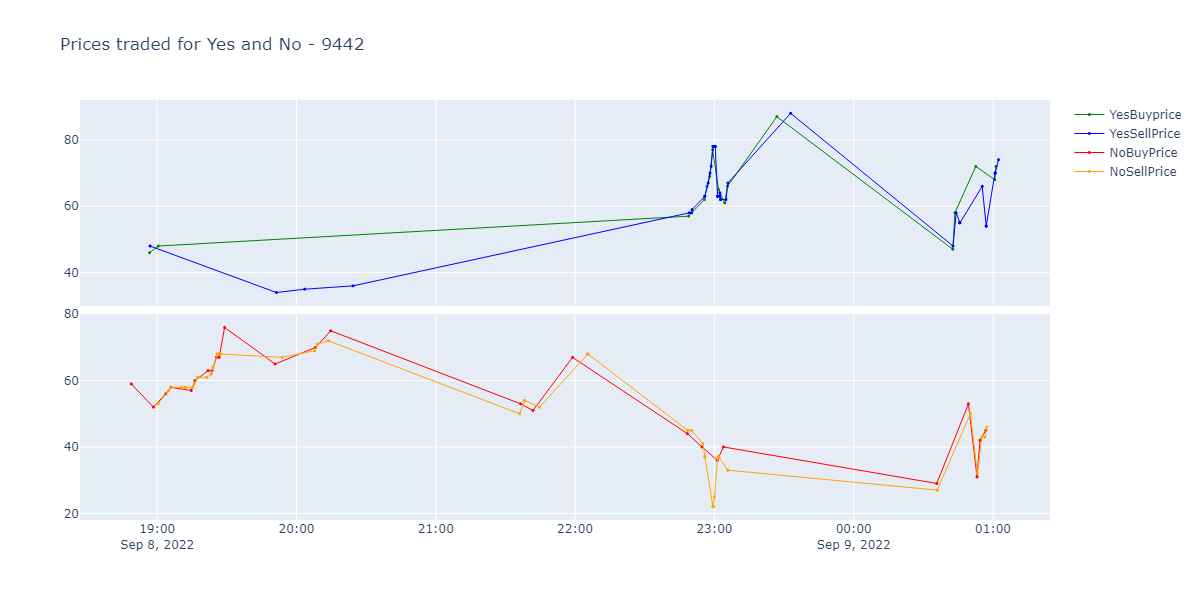 Prices traded for Yes and No - 9442
YesBuyprice
YesSellPrice
NoBuyPrice
NoSellPrice
80
60
40
80
60
40
20
19:00
Sep 8, 2022
20:00
21:00
22:00
23:00
00:00
Sep 9, 2022
01:00